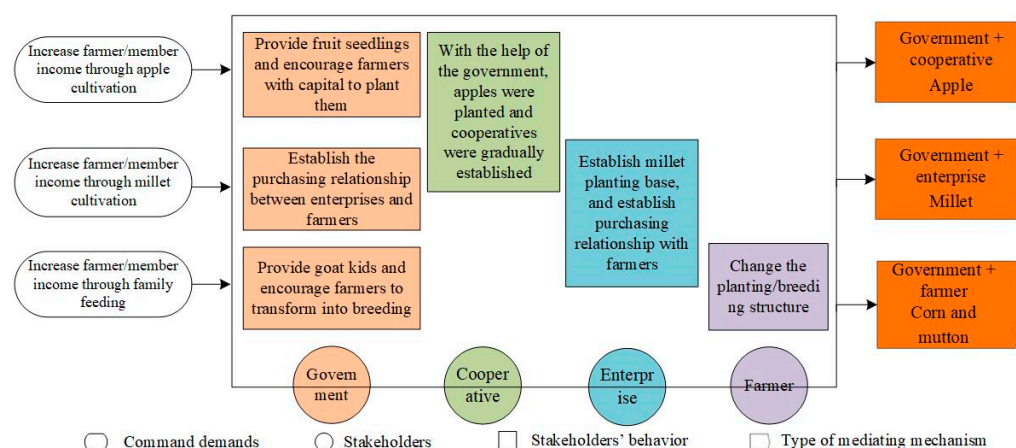 Increase farmer/member
income through apple
cultivation
Provide fruit seedlings
and encourage farmers
with capital to plant
them
With the help of
the government,
apples were
planted and
cooperatives
were gradually
established
Government +
cooperative
Apple
Increase farmer/member
income through millet
cultivation
Establish the
purchasing relationship
between enterprises and
farmers
Establish millet
planting base,
and establish
purchasing
relationship with
farmers
Government +
enterprise
Millet
Increase farmer/member
income through family
feeding
Provide goat kids and
encourage farmers to
transform into breeding
Change the
planting/breedi
ng structure
Government +
farmer
Corn and
mutton
Govern
ment
Cooper
ative
Enterpr
ise
Farmer
Command demands
Stakeholders
Stakeholders' behavior
Type of mediating mechanism